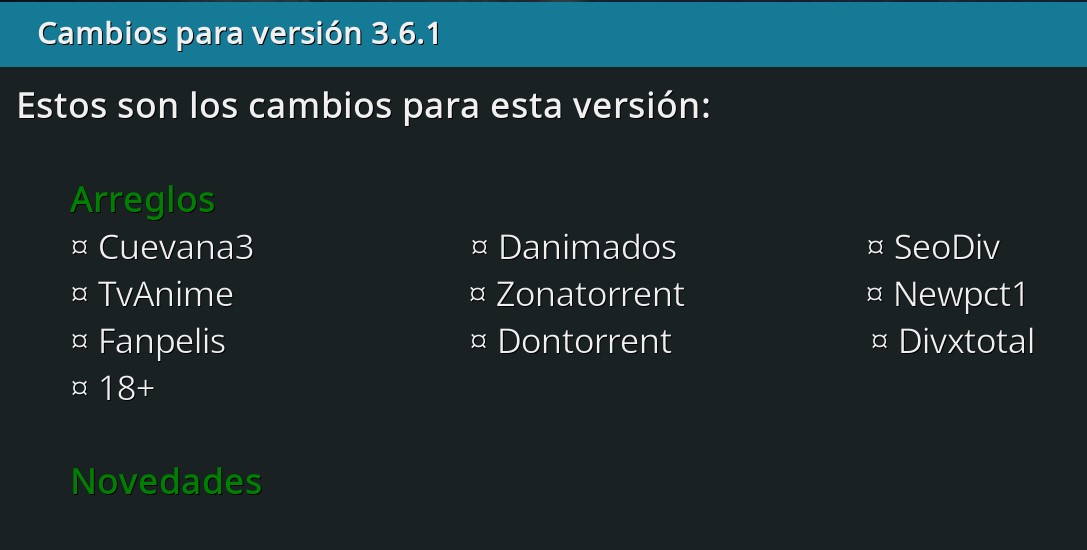 Cambios para versión 3.6.1
Estos son los cambios para esta versión:
Arreglos
¤ Cuevana3 ¤ Danimados ¤ SeoDiv
¤ TvAnime ¤ Zonatorrent ¤ Newpct1
¤ Fanpelis ¤ Dontorrent ¤ Divxtotal
¤ 18+
Novedades